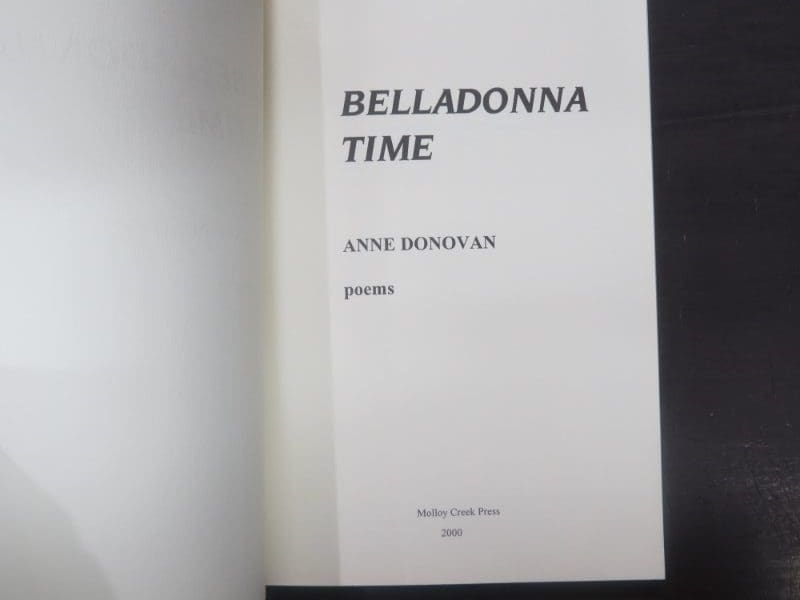 BELLADONNA
TIME
ANNE DONOVAN
poems
Molloy Creek Press
2000